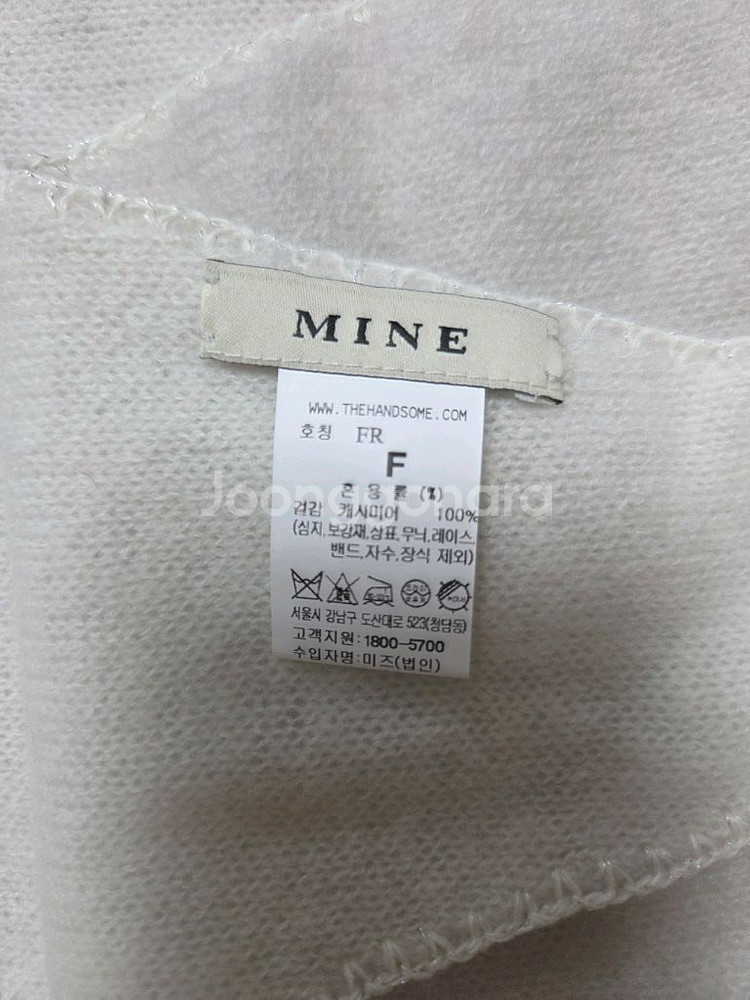 MINE
WWW.THEHANDSOME.COM
호칭 FR
F
혼용률 (%)
Joonggonara
겉감 캐시미어 100%
(심지,보강재,상표,무늬,레이스,
밴드,자수,장식 제외)
서울시 강남구 도산대로 523(청담동)
고객지원:1800-5700
수입자명:미즈(법인)